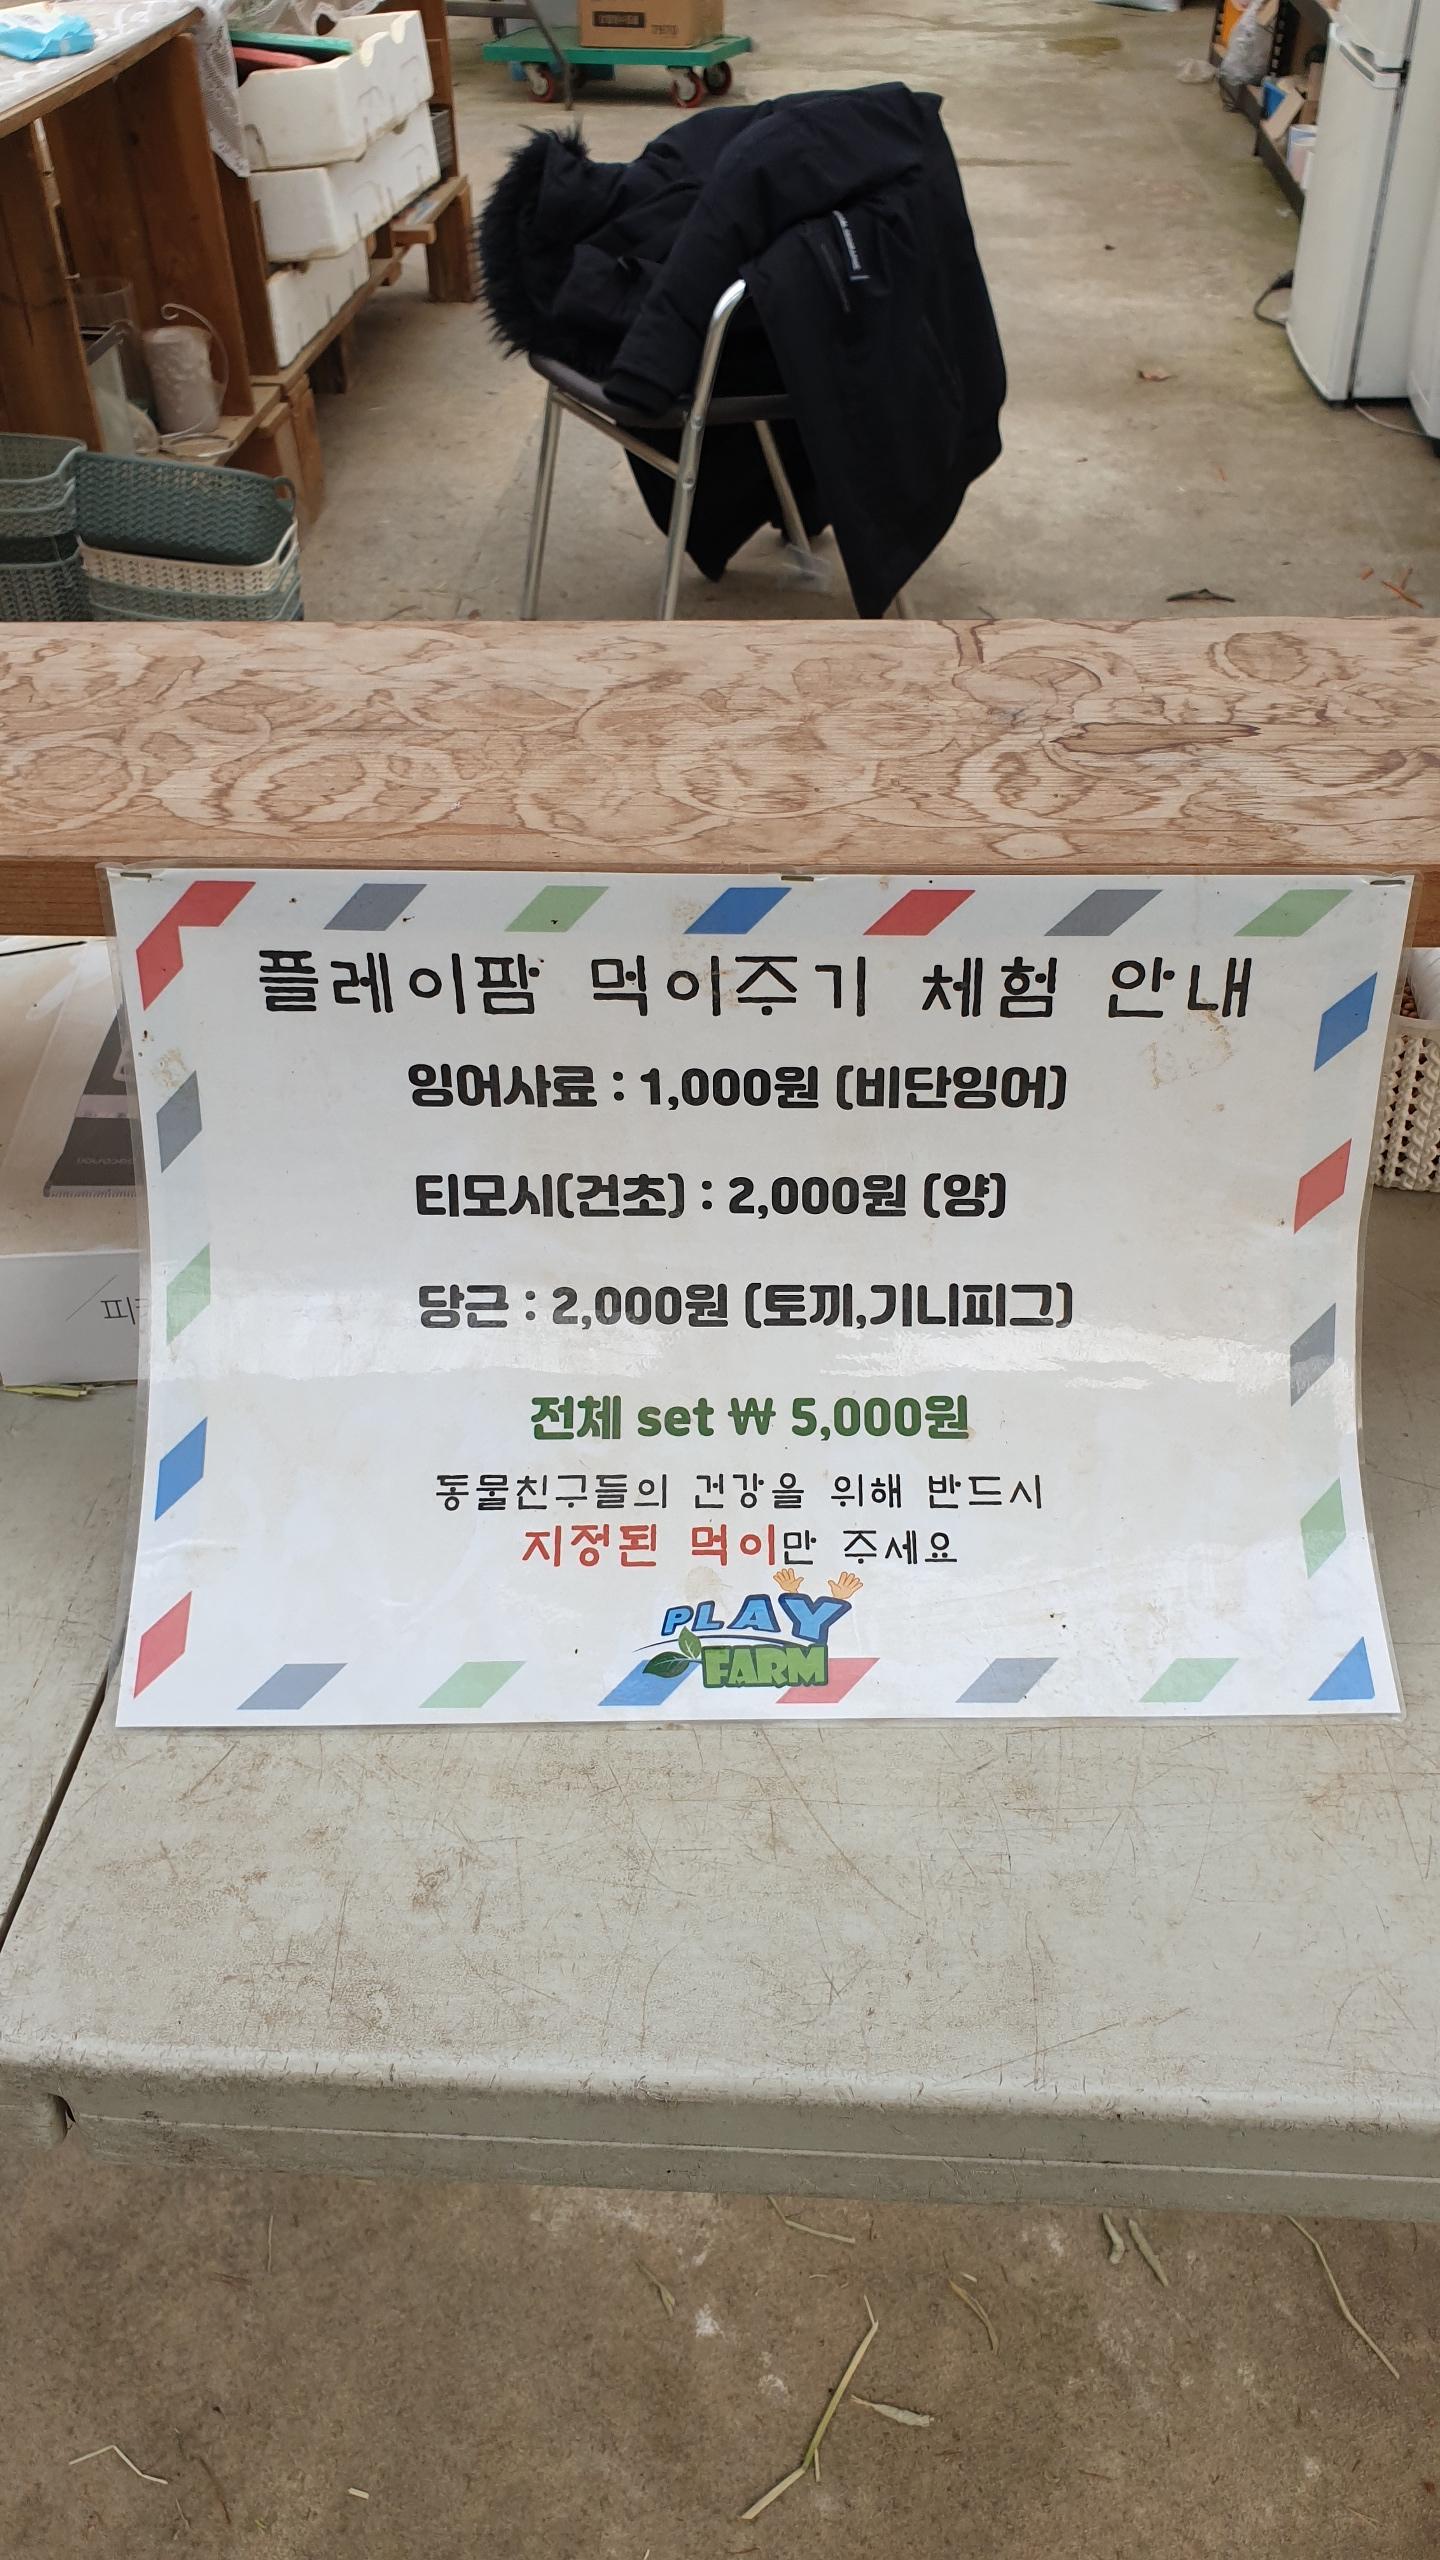 플레이팜 먹이주기 체험 안내
잉어사료 : 1,000원 (비단잉어)
티모시(건초) : 2,000원 (양)
당근 : 2,000원 (토끼,기니피그)
전체 set ₩ 5,000원
동물친구들의 건강을 위해 반드시
지정된 먹이만 주세요
PLAY
FARM